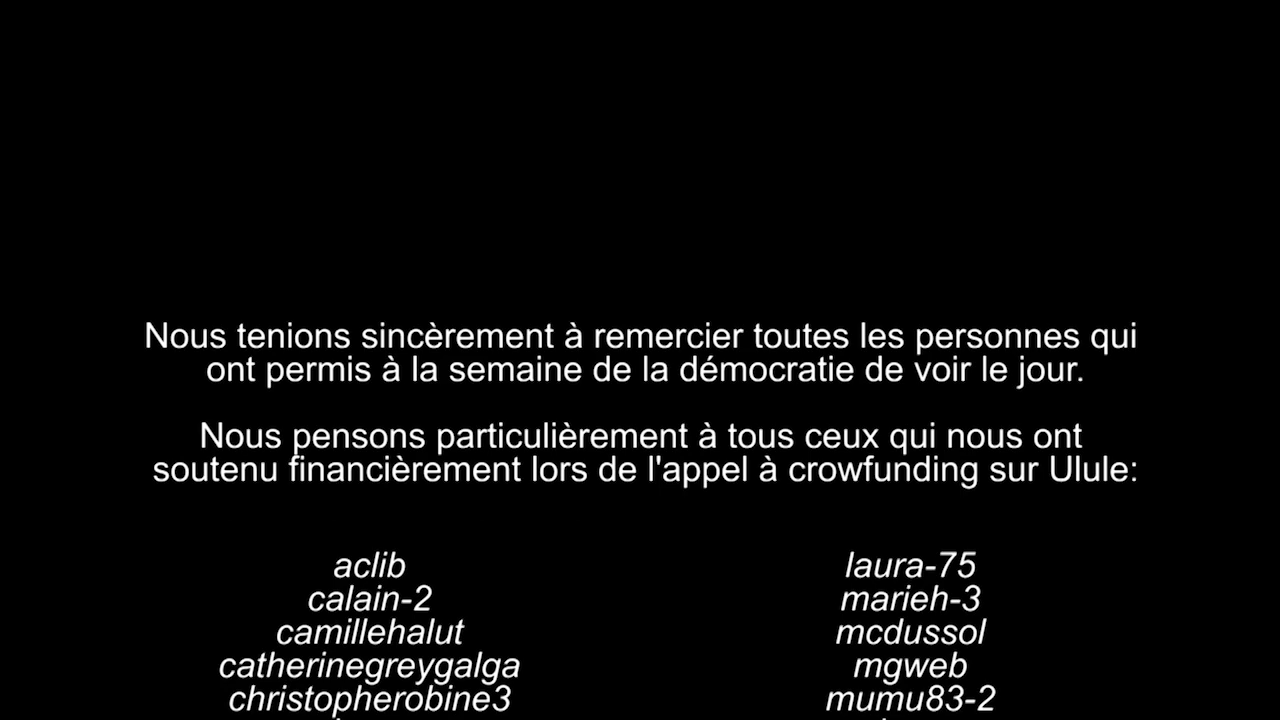 Nous tenions sincèrement à remercier toutes les personnes qui
ont permis à la semaine de la démocratie de voir le jour.
Nous pensons particulièrement à tous ceux qui nous ont
soutenu financièrement lors de l'appel à crowfunding sur Ulule:
aclib
calain-2
camillehalut
catherinegreygalga
christopherobine3
laura-75
marieh-3
mcdussol
mgweb
mumu83-2